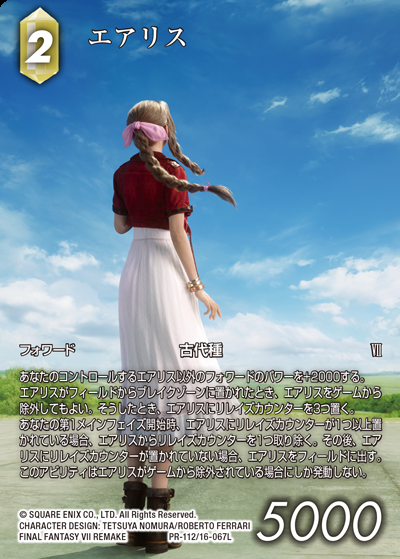 2
エアリス
フォワード 古代種 Ⅶ
あなたのコントロールするエアリス以外のフォワードのパワーを+2000する。
エアリスがフィールドからブレイクゾーンに置かれたとき、エアリスをゲームから
除外してもよい。そうしたとき、エアリスにリレイズカウンターを3つ置く。
あなたの第1メインフェイズ開始時、エアリスにリレイズカウンターが1つ以上置
かれている場合、エアリスからリレイズカウンターを1つ取り除く。その後、エア
リスにリレイズカウンターが置かれていない場合、エアリスをフィールドに出す。
このアビリティはエアリスがゲームから除外されている場合にしか発動しない。
© SQUARE ENIX CO., LTD. All Rights Reserved.
CHARACTER DESIGN: TETSUYA NOMURA/ROBERTO FERRARI
FINAL FANTASY VII REMAKE PR-112/16-067L
5000